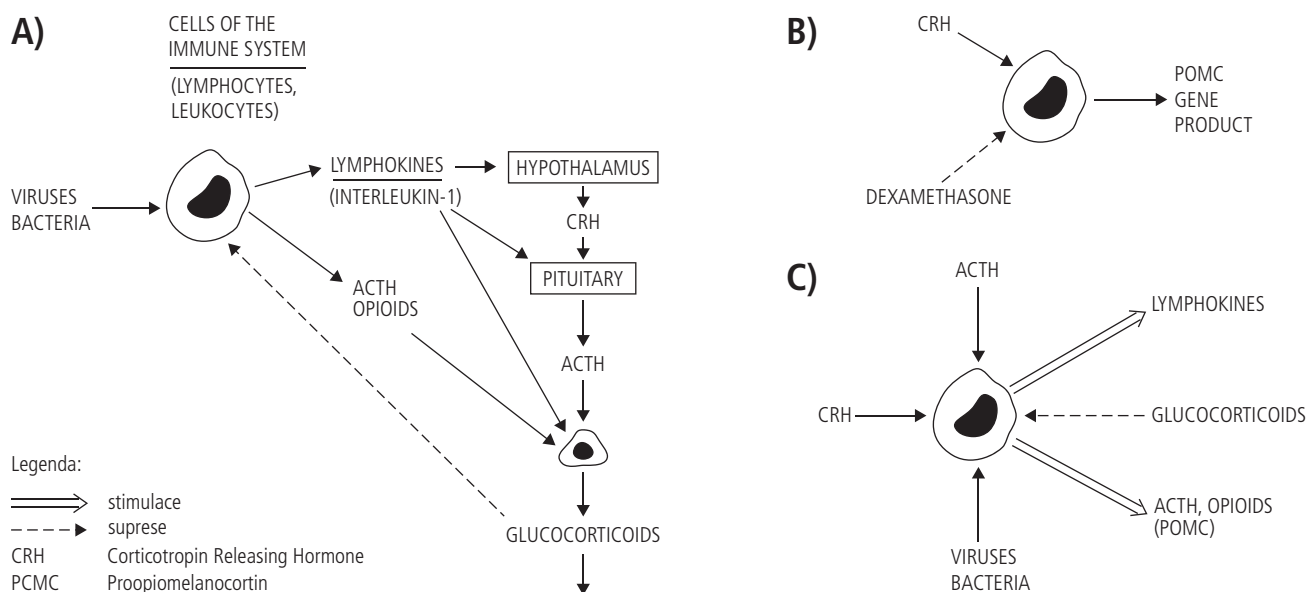 A)
CELLS OF THE
IMMUNE SYSTEM
(LYMPHOCYTES,
LEUKOCYTES)
VIRUSES
BACTERIA
LYMPHOKINES
(INTERLEUKIN-1)
HYPOTHALAMUS
CRH
PITUITARY
ACTH
OPIOIDS
ACTH
GLUCOCORTICOIDS
Legenda:
stimulace
suprese
CRH Corticotropin Releasing Hormone
PCMC Proopiomelanocortin
B)
CRH
POMC
GENE
PRODUCT
DEXAMETHASONE
C)
ACTH
LYMPHOKINES
CRH
GLUCOCORTICOIDS
ACTH, OPIOIDS
(POMC)
VIRUSES
BACTERIA